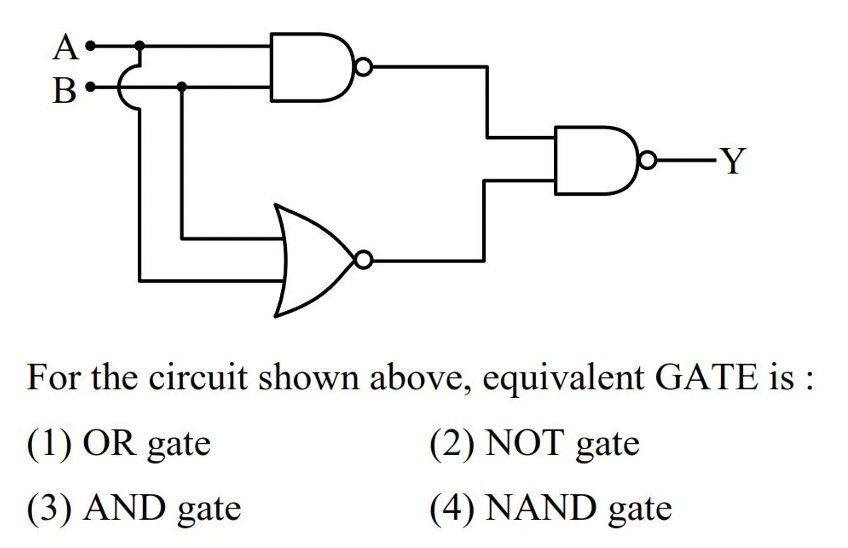 A
B
Y
For the circuit shown above, equivalent GATE is :
(1) OR gate (2) NOT gate
(3) AND gate (4) NAND gate